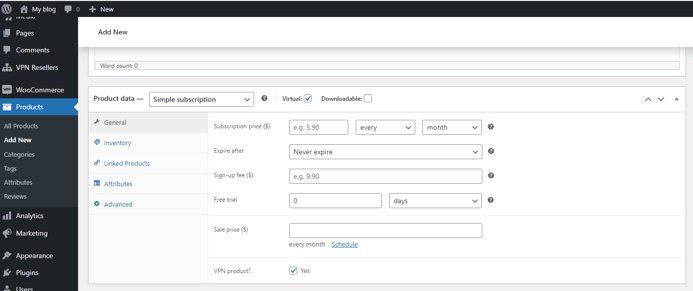 My blog 0 New
Media
Pages
Comments
VPN Resellers
WooCommerce
Products
All Products
Add New
Categories
Tags
Attributes
Reviews
Analytics
Marketing
Appearance
Plugins
Users
Add New
Word count: 0
Product data — Simple subscription Virtual: Downloadable:
General
Inventory
Linked Products
Attributes
Advanced
Subscription price ($) e.g. 5.90 every month
Expire after Never expire
Sign-up fee ($) e.g. 9.90
Free trial 0 days
Sale price ($)
every month Schedule
VPN product? Yes